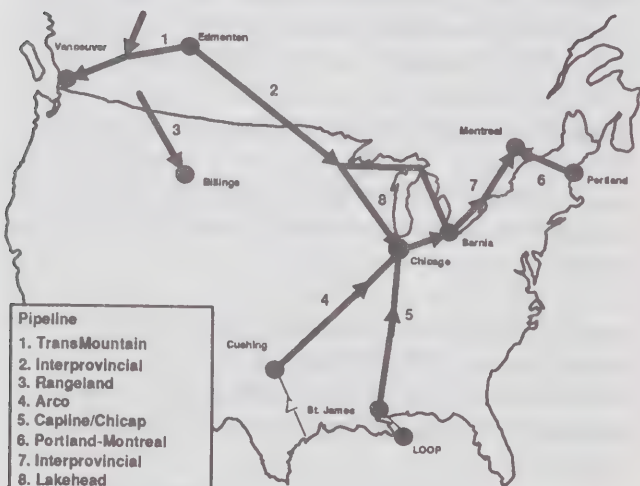 1
Vancouver
Edmenten
2
3
Billings
Montreal
7
6
Portland
8
Sarnia
Chicago
4
5
Cushing
St. James
LOOP
Pipeline
1. TransMountain
2. Interprovincial
3. Rangeland
4. Arco
5. Capline/Chicap
6. Portland-Montreal
7. Interprovincial
8. Lakehead